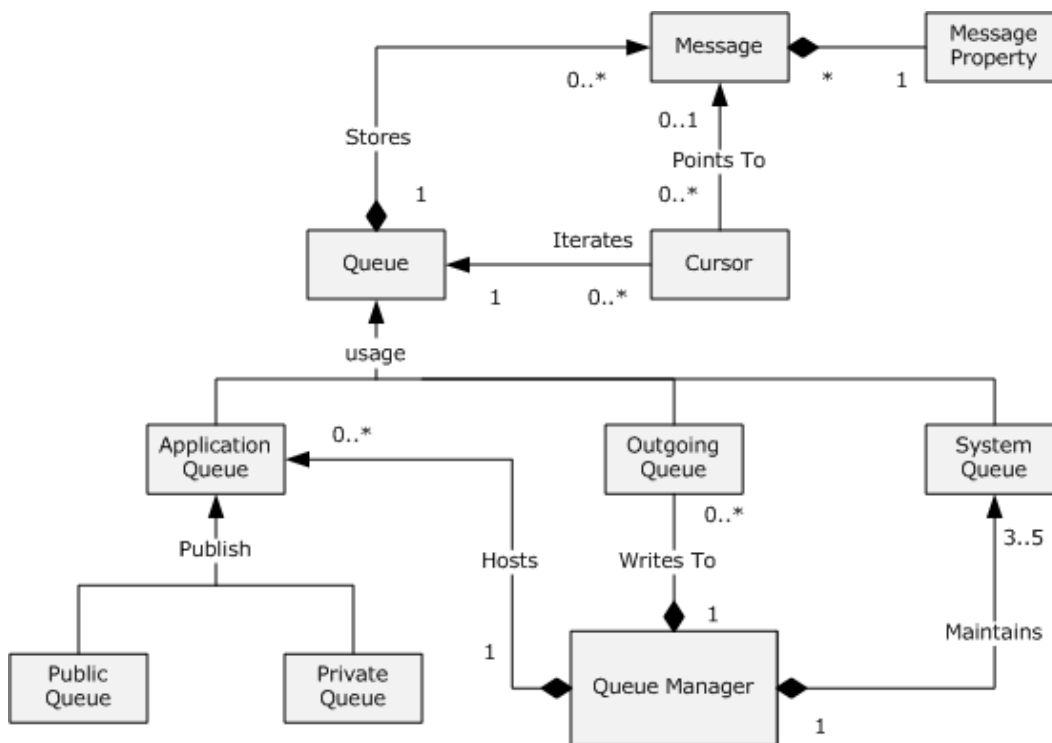 Message
Message
Property
0..*
*
1
0..1
Stores
Points To
1
0..*
Queue
Iterates
Cursor
1
0..*
usage
Application
Queue
0..*
Outgoing
Queue
System
Queue
0..*
3..5
Publish
Hosts
Writes To
1
Maintains
1
Public
Queue
Private
Queue
Queue Manager
1